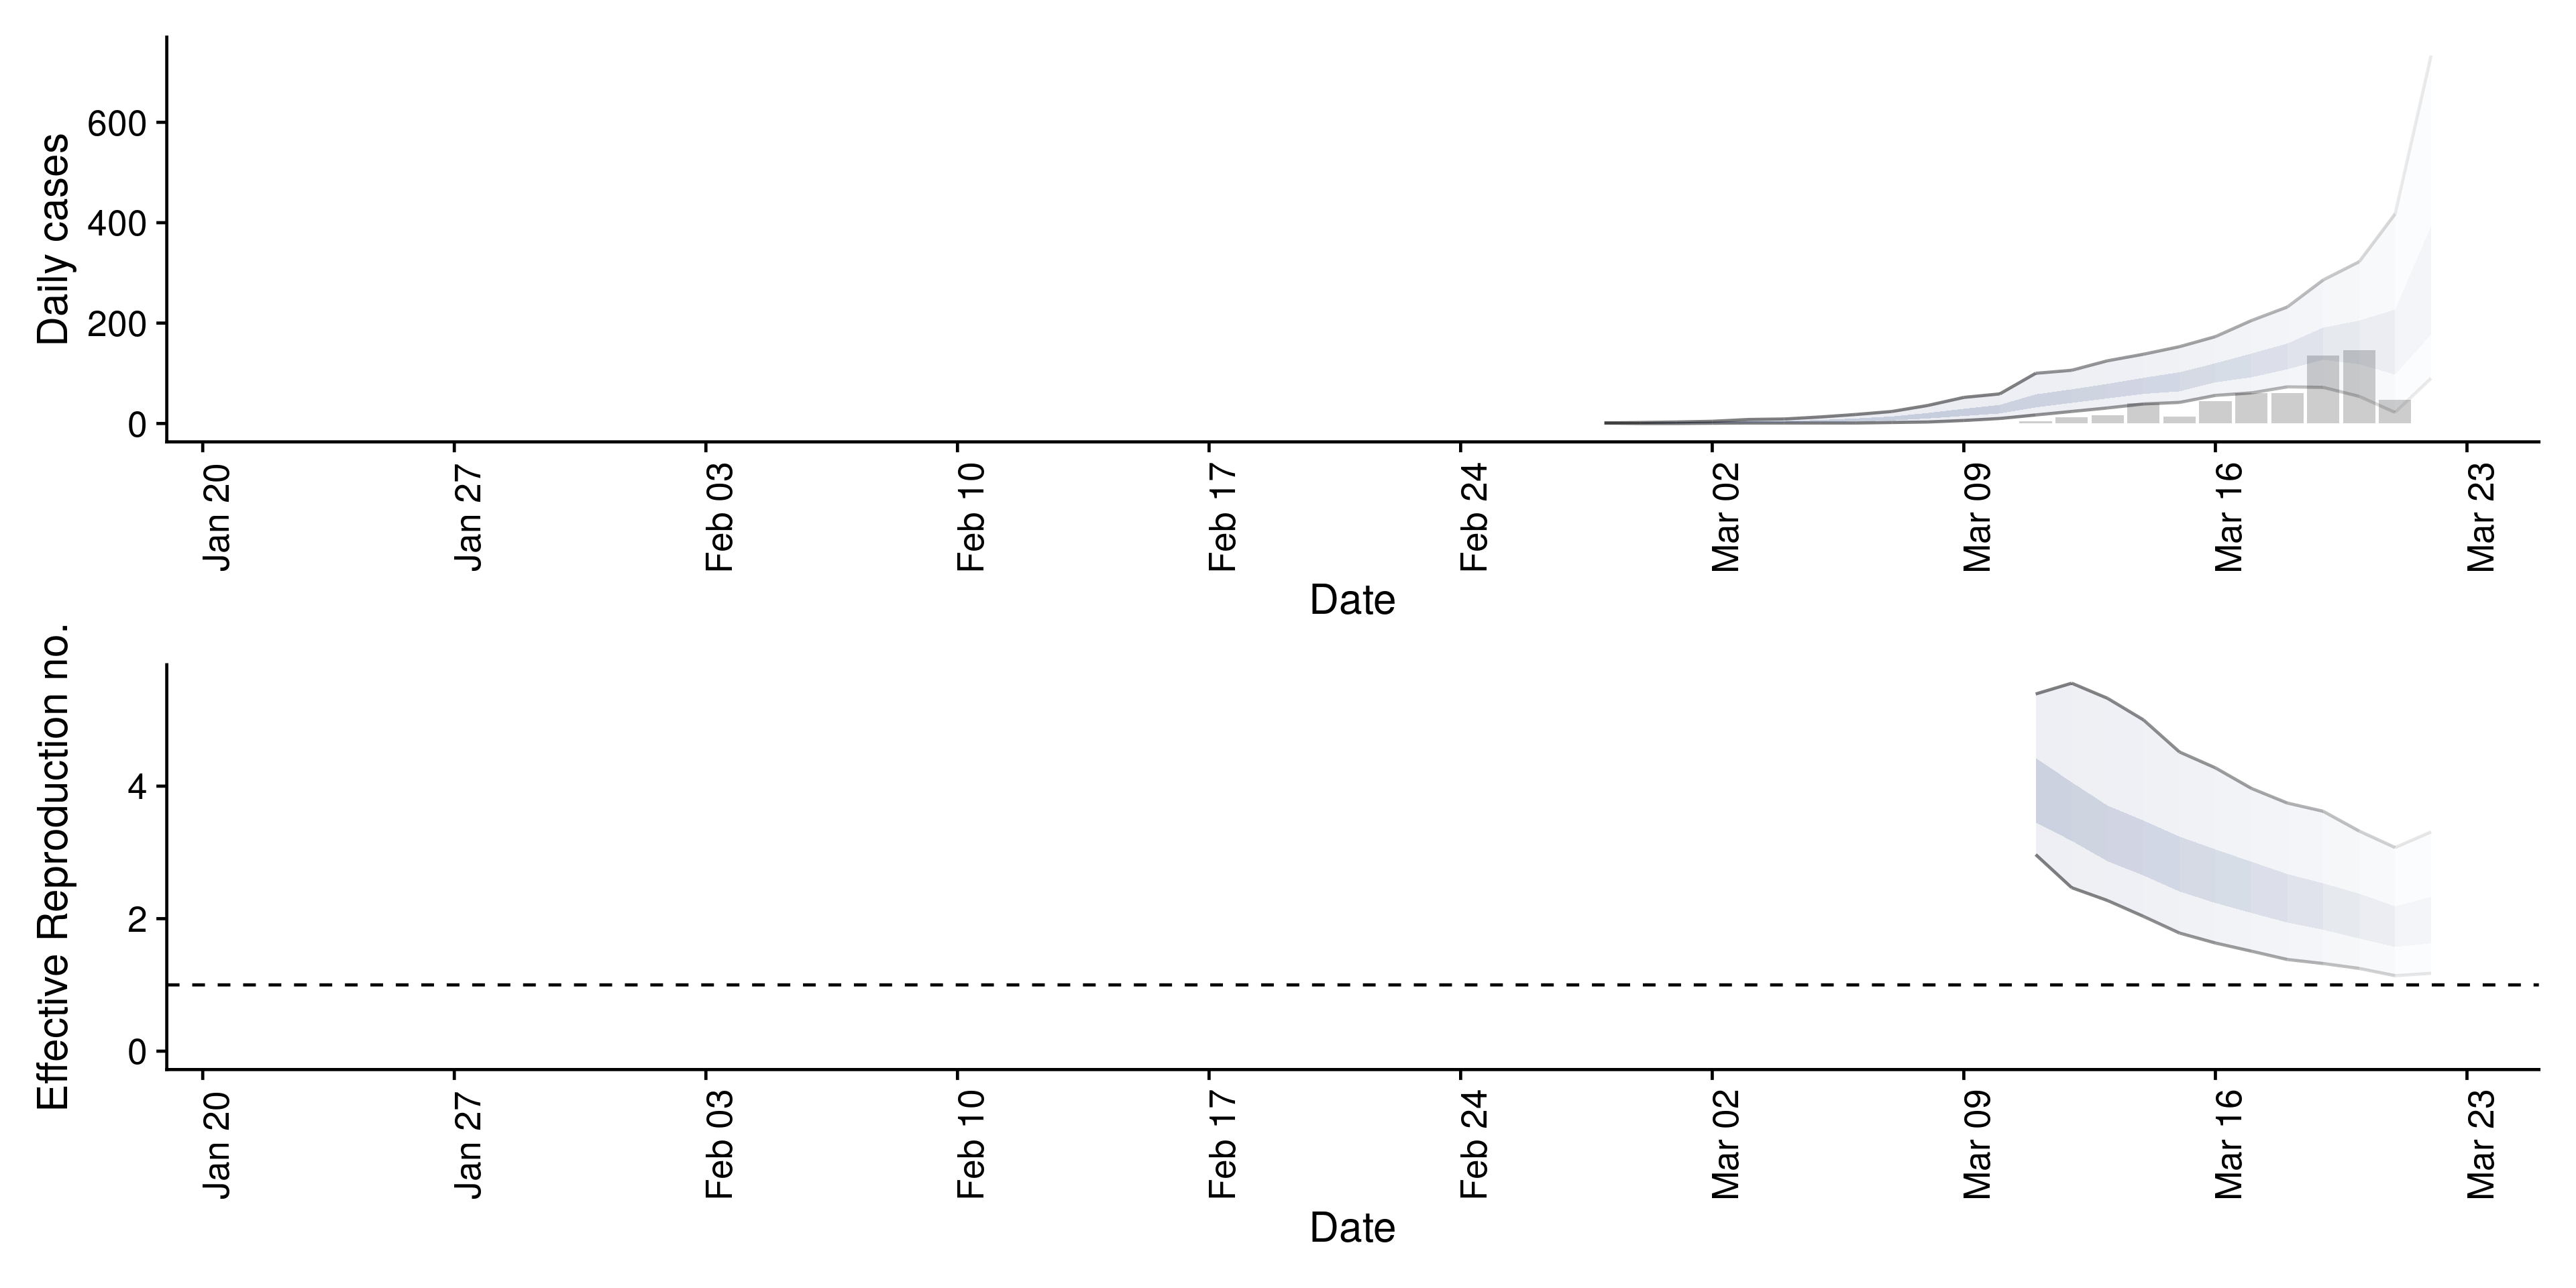 Daily cases
600
400
200
0
Jan 20
Jan 27
Feb 03
Feb 10
Feb 17
Feb 24
Mar 02
Mar 09
Mar 16
Mar 23
Date
Effective Reproduction no.
4
2
0
Jan 20
Jan 27
Feb 03
Feb 10
Feb 17
Feb 24
Mar 02
Mar 09
Mar 16
Mar 23
Date